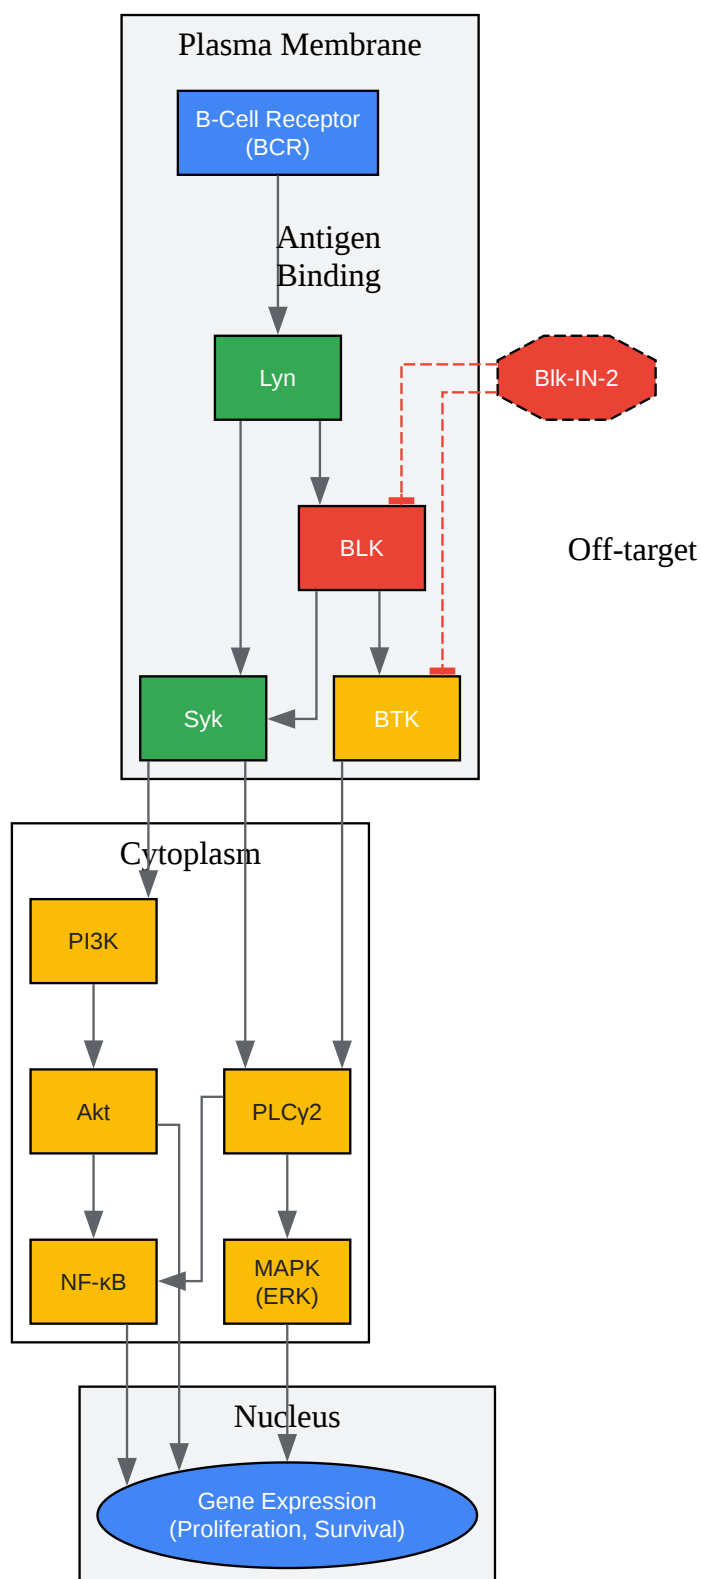 Plasma Membrane
B-Cell Receptor
(BCR)
Antigen
Binding
Lyn
Blk-IN-2
BLK
Off-target
Syk
BTK
Cytoplasm
PI3K
Akt
PLCγ2
NF-κB
MAPK
(ERK)
Nucleus
Gene Expression
(Proliferation, Survival)